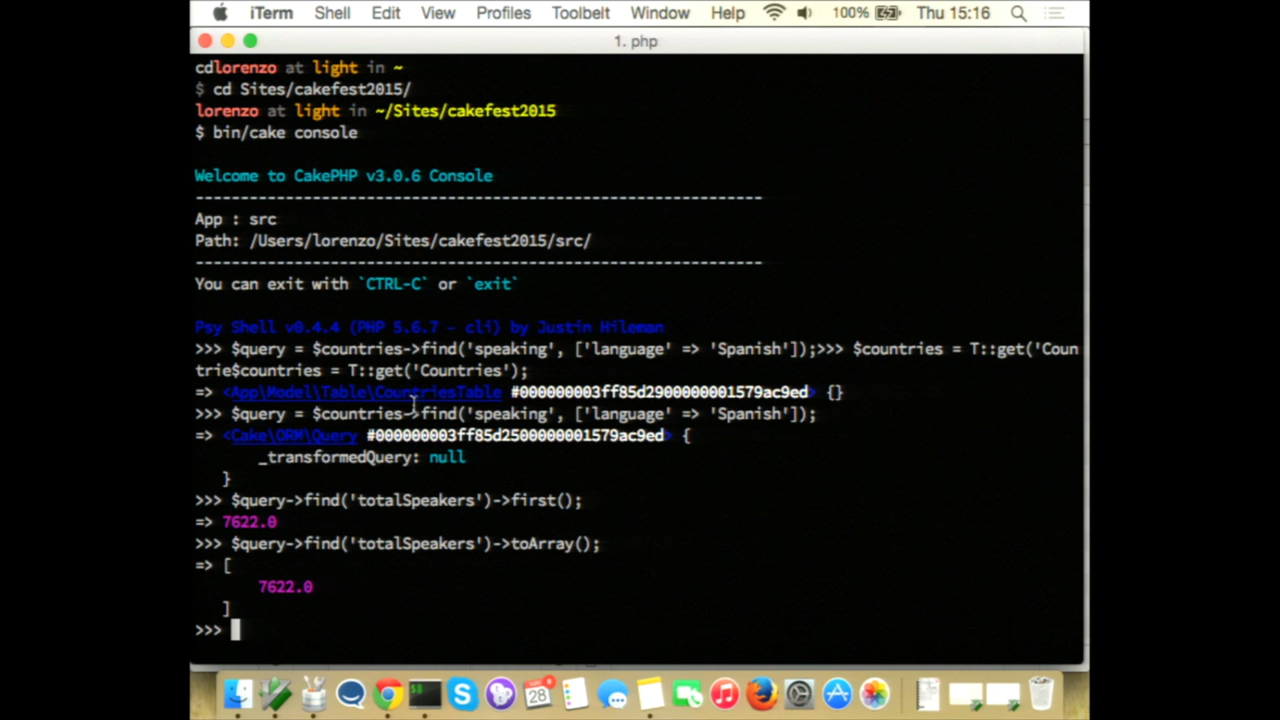 iTerm Shell Edit View Profiles Toolbelt Window Help 100% Thu 15:16
1. php
cdlorenzo at light in ~
$ cd Sites/cakefest2015/
lorenzo at light in ~/Sites/cakefest2015
$ bin/cake console
Welcome to CakePHP v3.0.6 Console
---------------------------------------------------------------
App : src
Path: /Users/lorenzo/Sites/cakefest2015/src/
---------------------------------------------------------------
You can exit with `CTRL-C` or `exit`
Psy Shell v0.4.4 (PHP 5.6.7 — cli) by Justin Hileman
>>> $query = $countries->find('speaking', ['language' => 'Spanish']);>>> $countries = T::get('Coun
trie$countries = T::get('Countries');
=> <App\Model\Table\CountriesTable #000000003ff85d2900000001579ac9ed> {}
>>> $query = $countries->find('speaking', ['language' => 'Spanish']);
=> <Cake\ORM\Query #000000003ff85d2500000001579ac9ed> {
_transformedQuery: null
}
>>> $query->find('totalSpeakers')->first();
=> 7622.0
>>> $query->find('totalSpeakers')->toArray();
=> [
7622.0
]
>>>
28